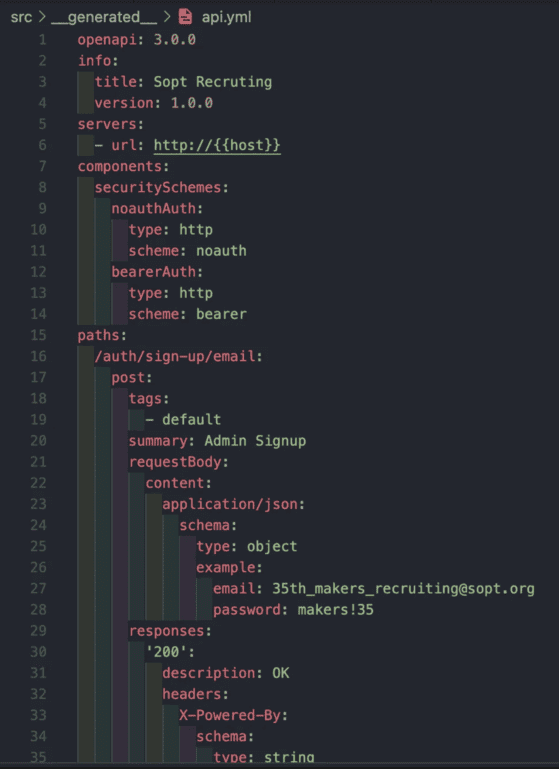 src > __generated__ > api.yml
1 openapi: 3.0.0
2 info:
3 title: Sopt Recruting
4 version: 1.0.0
5 servers:
6 - url: http://{{host}}
7 components:
8 securitySchemes:
9 noauthAuth:
10 type: http
11 scheme: noauth
12 bearerAuth:
13 type: http
14 scheme: bearer
15 paths:
16 /auth/sign-up/email:
17 post:
18 tags:
19 - default
20 summary: Admin Signup
21 requestBody:
22 content:
23 application/json:
24 schema:
25 type: object
26 example:
27 email: 35th_makers_recruiting@sopt.org
28 password: makers!35
29 responses:
30 '200':
31 description: OK
32 headers:
33 X-Powered-By:
34 schema:
35 type: string